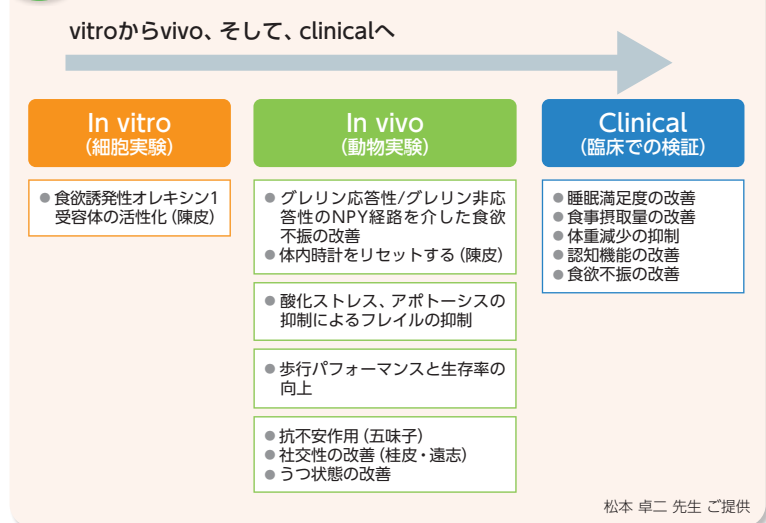 vitroからvivo、そして、clinicalへ
In vitro
(細胞実験)
● 食欲誘発性オレキシン1
受容体の活性化(陳皮)
In vivo
(動物実験)
● グレリン応答性/グレリン非応
答性のNPY経路を介した食欲
不振の改善
● 体内時計をリセットする(陳皮)
● 酸化ストレス、アポトーシスの
抑制によるフレイルの抑制
● 歩行パフォーマンスと生存率の
向上
● 抗不安作用(五味子)
● 社交性の改善(桂皮・遠志)
● うつ状態の改善
Clinical
(臨床での検証)
● 睡眠満足度の改善
● 食事摂取量の改善
● 体重減少の抑制
● 認知機能の改善
● 食欲不振の改善
松本 卓二 先生 ご提供